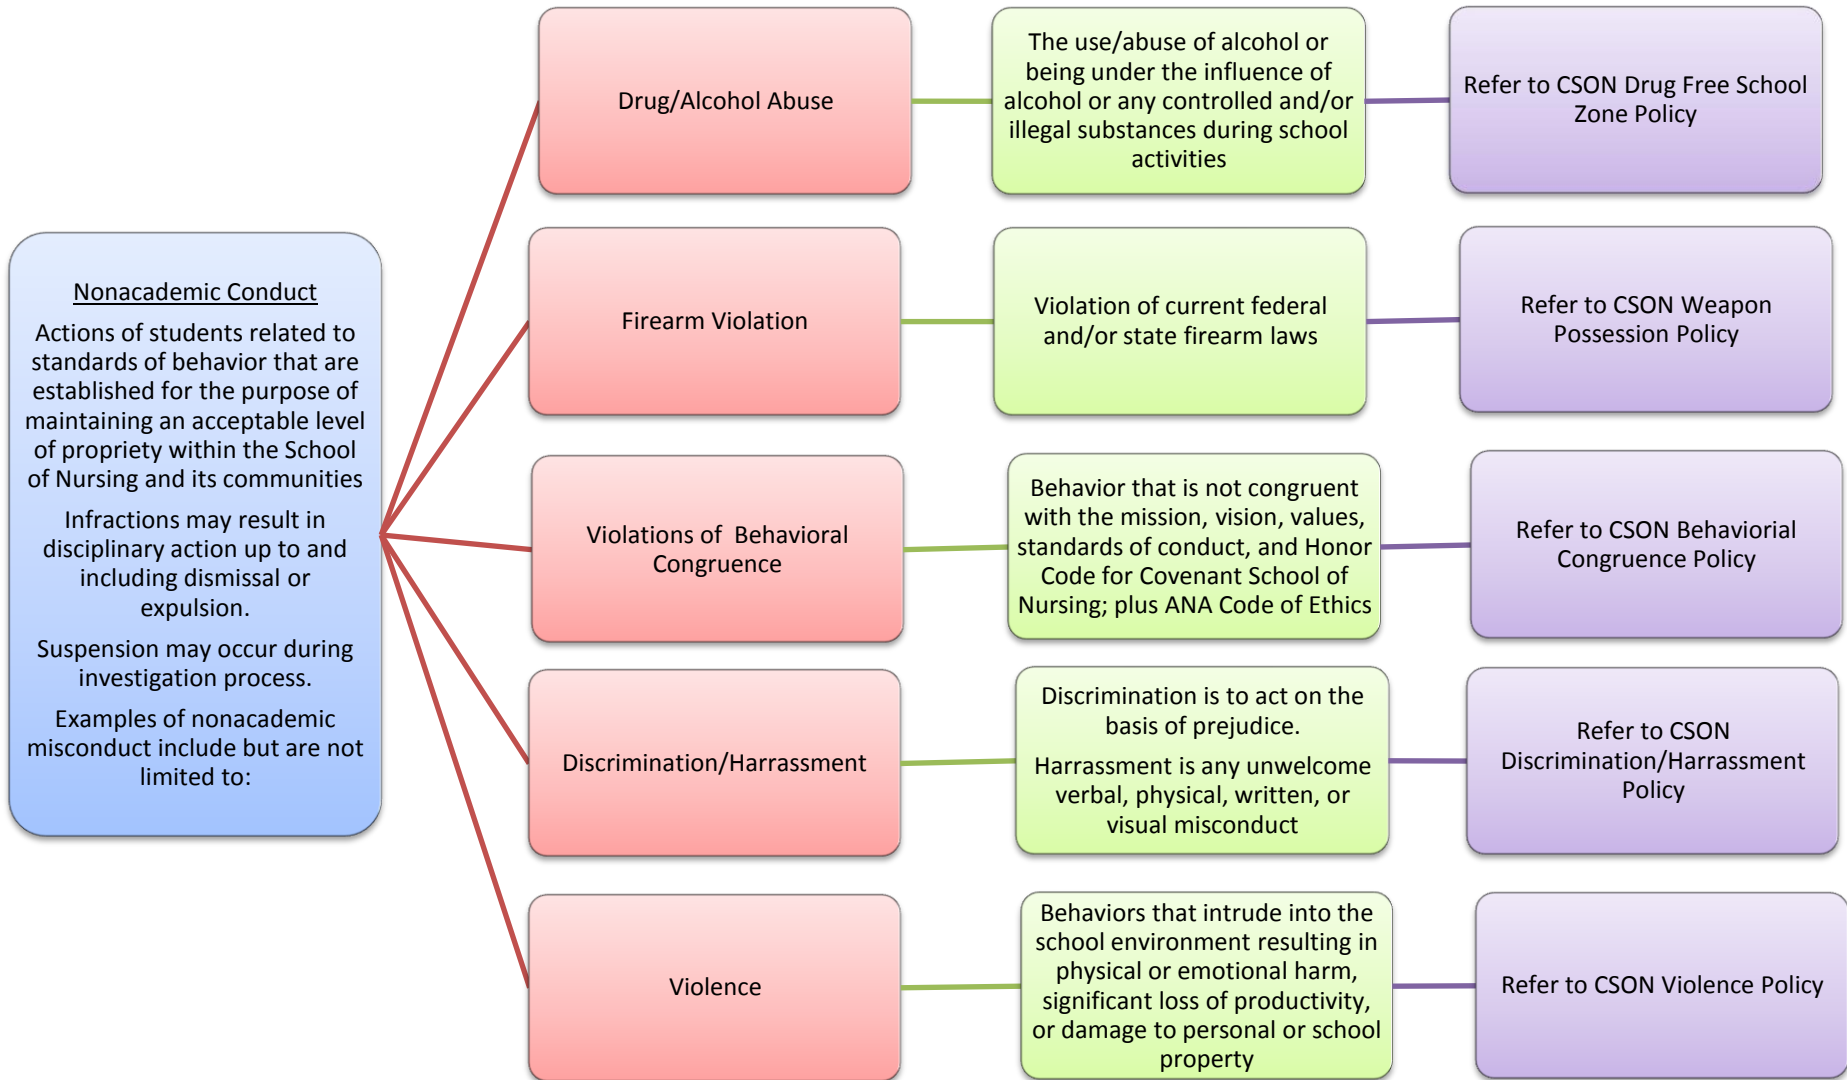 Nonacademic Conduct
Actions of students related to
standards of behavior that are
established for the purpose of
maintaining an acceptable level
of propriety within the School
of Nursing and its communities
Infractions may result in
disciplinary action up to and
including dismissal or
expulsion.
Suspension may occur during
investigation process.
Examples of nonacademic
misconduct include but are not
limited to:
Drug/Alcohol Abuse
The use/abuse of alcohol or
being under the influence of
alcohol or any controlled and/or
illegal substances during school
activities
Refer to CSON Drug Free School
Zone Policy
Firearm Violation
Violation of current federal
and/or state firearm laws
Refer to CSON Weapon
Possession Policy
Violations of  Behavioral
Congruence
Behavior that is not congruent
with the mission, vision, values,
standards of conduct, and Honor
Code for Covenant School of
Nursing; plus ANA Code of Ethics
Refer to CSON Behaviorial
Congruence Policy
Discrimination/Harrassment
Discrimination is to act on the
basis of prejudice.
Harrassment is any unwelcome
verbal, physical, written, or
visual misconduct
Refer to CSON
Discrimination/Harrassment
Policy
Violence
Behaviors that intrude into the
school environment resulting in
physical or emotional harm,
significant loss of productivity,
or damage to personal or school
property
Refer to CSON Violence Policy